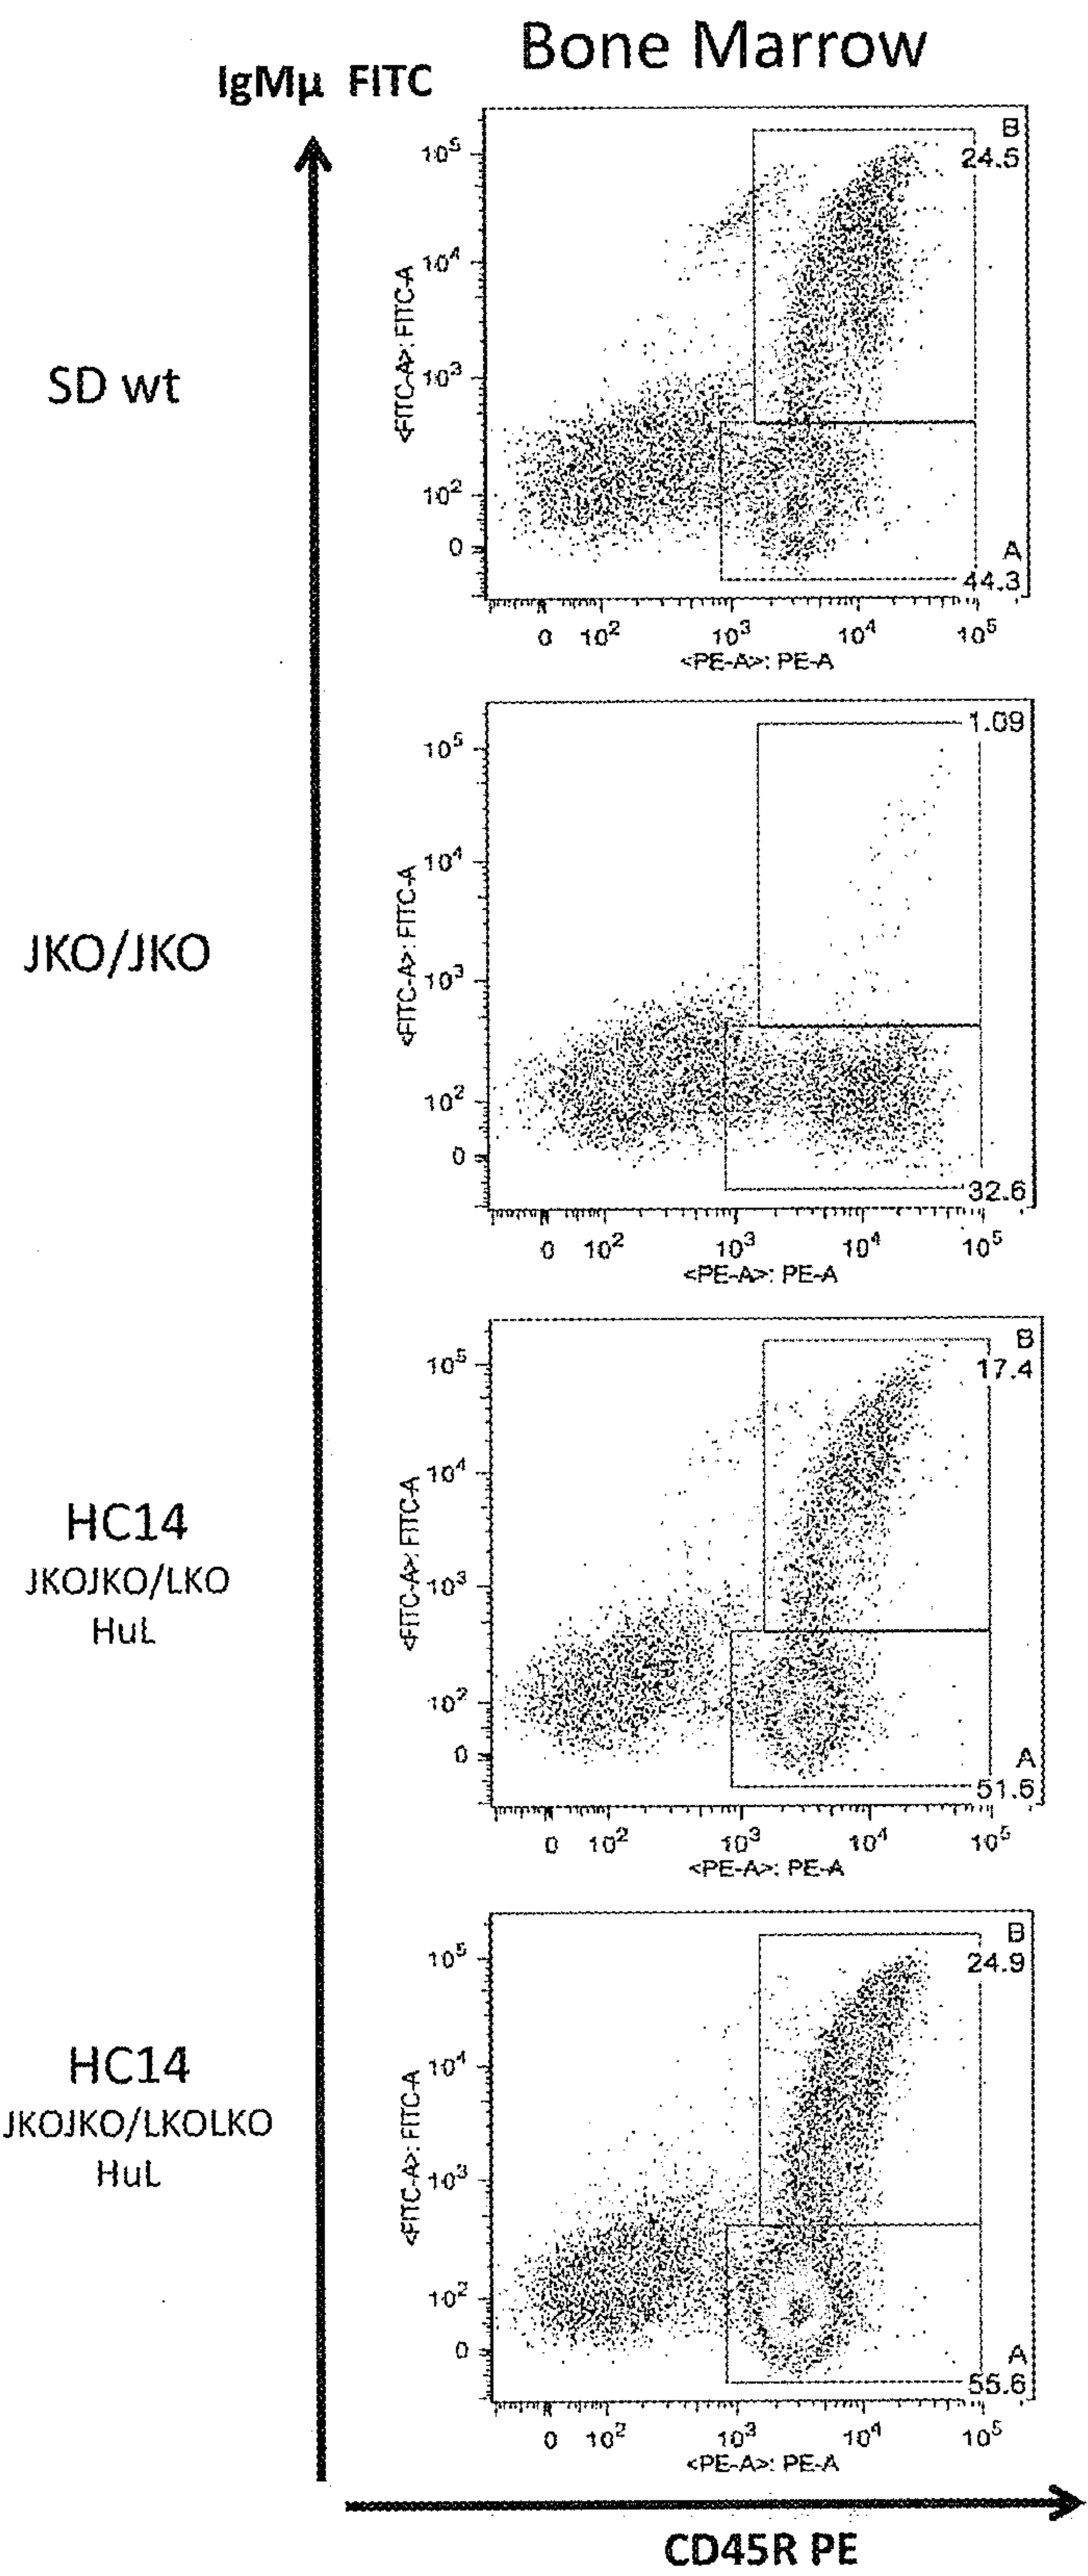 Bone Marrow
IgMμ FITC
SD wt
B
24.5
10⁵
10⁴
10³
10²
0
<FITC-A>: FITC-A
A
44.3
0 10² 10³ 10⁴ 10⁵
<PE-A>: PE-A
JKO/JKO
1.09
10⁵
10⁴
10³
10²
0
<FITC-A>: FITC-A
32.6
0 10² 10³ 10⁴ 10⁵
<PE-A>: PE-A
HC14
JKOJKO/LKO
HuL
B
17.4
10⁵
10⁴
10³
10²
0
<FITC-A>: FITC-A
A
51.6
0 10² 10³ 10⁴ 10⁵
<PE-A>: PE-A
HC14
JKOJKO/LKOLKO
HuL
B
24.9
10⁵
10⁴
10³
10²
0
<FITC-A>: FITC-A
A
55.6
0 10² 10³ 10⁴ 10⁵
<PE-A>: PE-A
CD45R PE